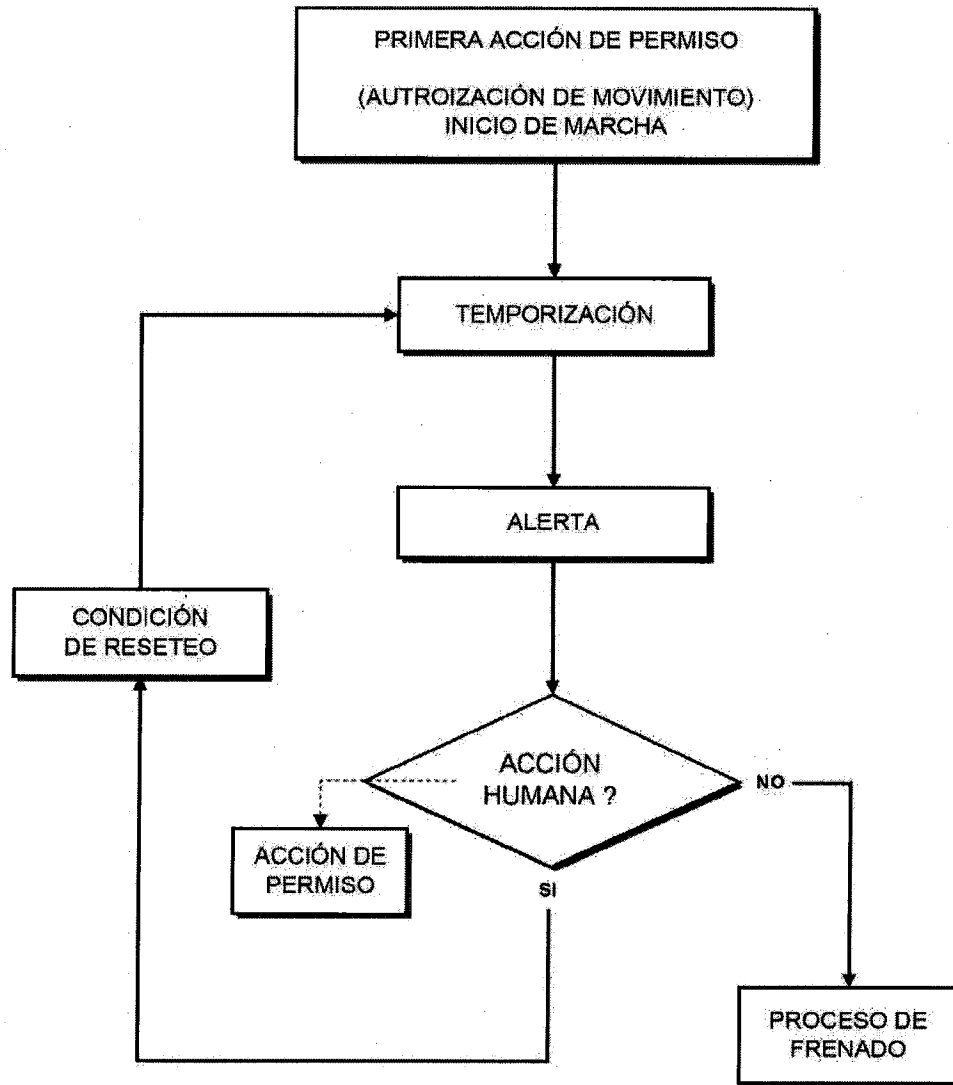 PRIMERA ACCIÓN DE PERMISO
(AUTROIZACIÓN DE MOVIMIENTO)
INICIO DE MARCHA
TEMPORIZACIÓN
ALERTA
CONDICIÓN
DE RESETEO
ACCIÓN
HUMANA ?
NO
ACCIÓN DE
PERMISO
SI
PROCESO DE
FRENADO